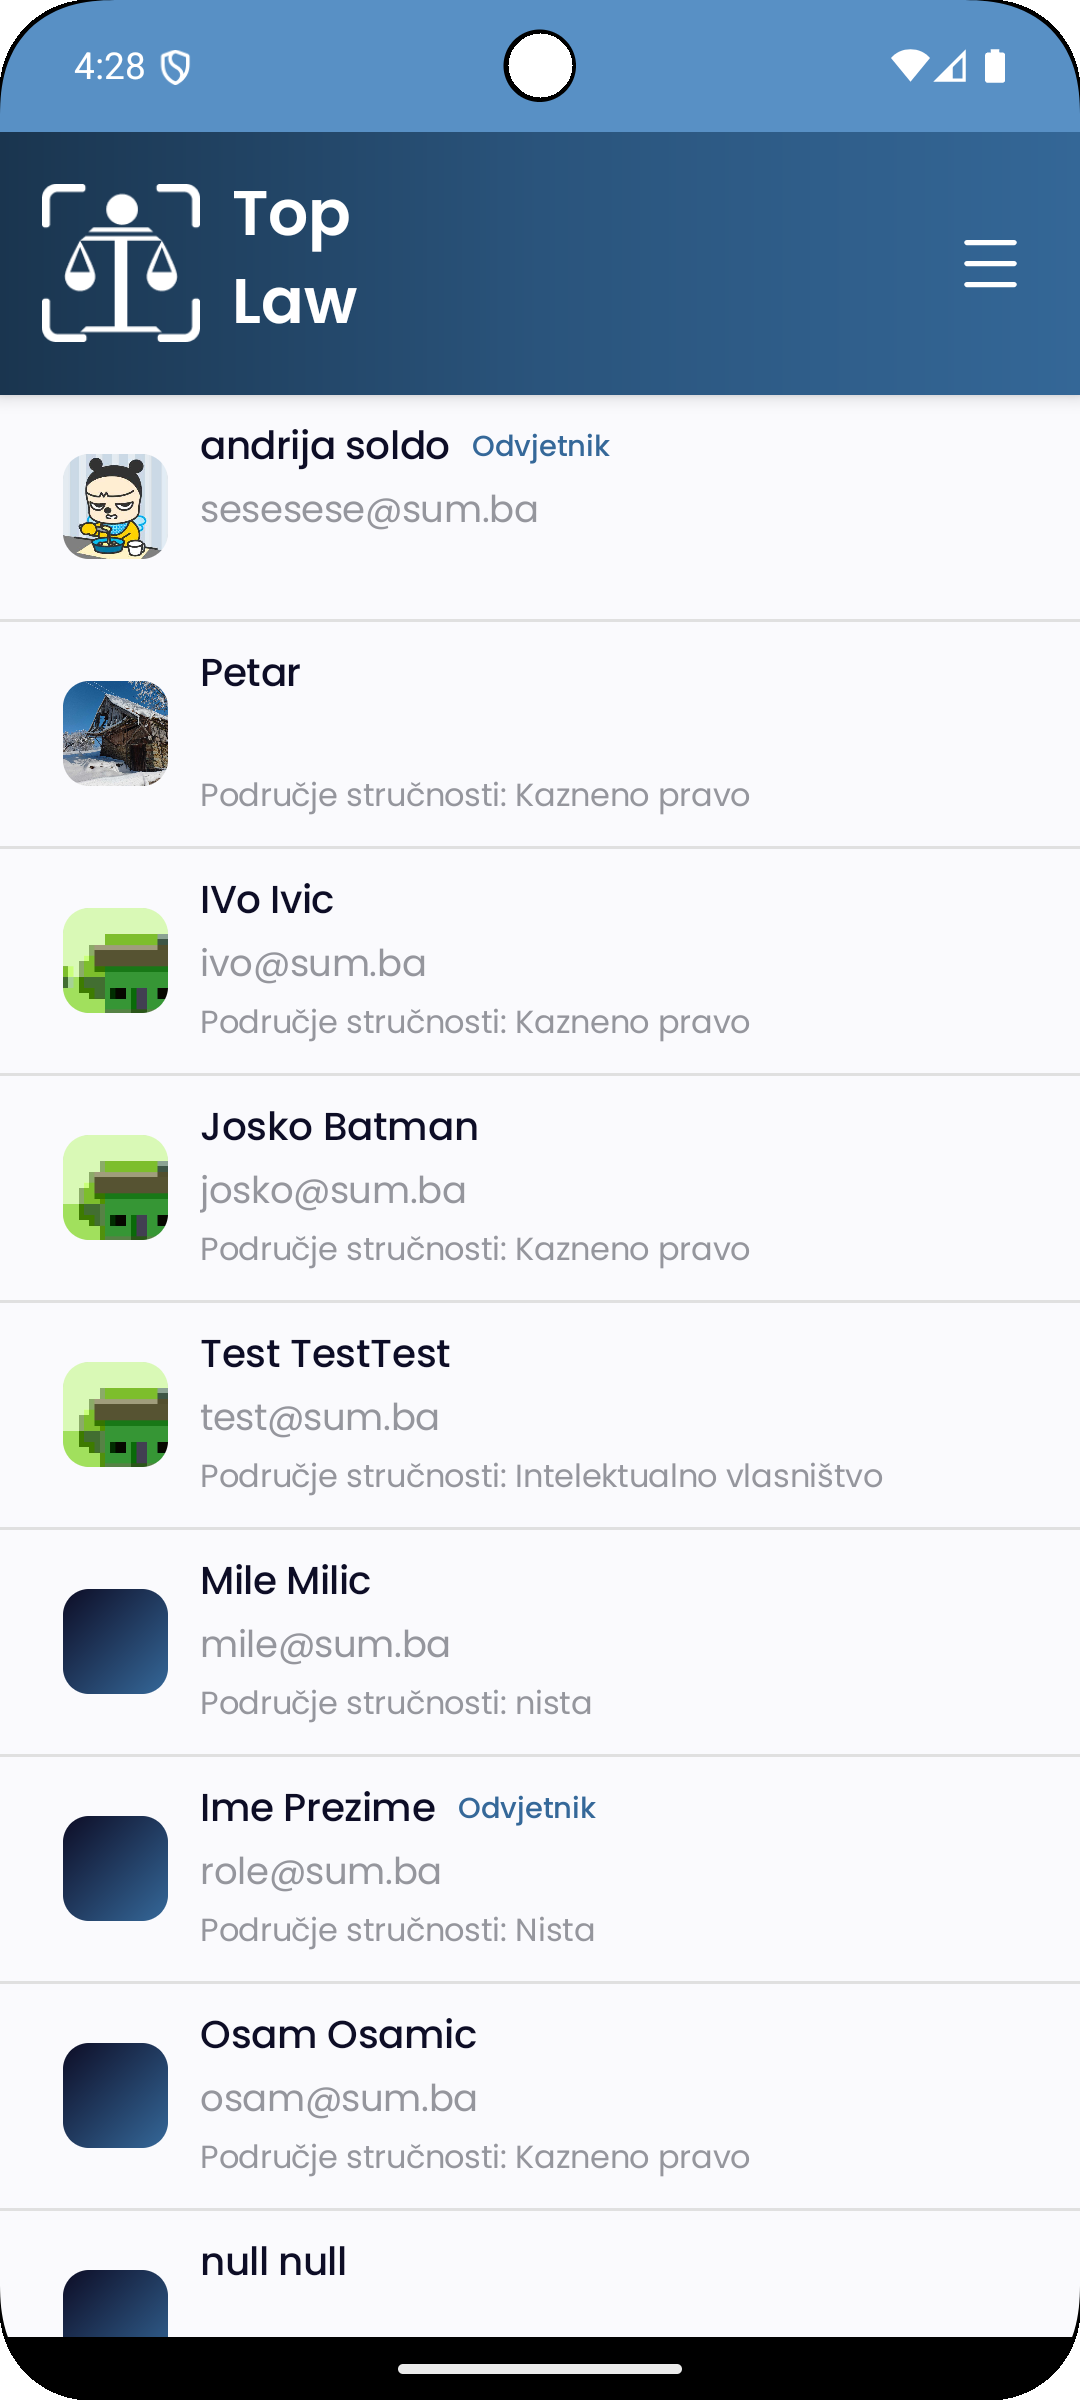 4:28
Top
Law
andrija soldo Odvjetnik
sesesese@sum.ba
Petar
Područje stručnosti: Kazneno pravo
IVo Ivic
ivo@sum.ba
Područje stručnosti: Kazneno pravo
Josko Batman
josko@sum.ba
Područje stručnosti: Kazneno pravo
Test TestTest
test@sum.ba
Područje stručnosti: Intelektualno vlasništvo
Mile Milic
mile@sum.ba
Područje stručnosti: nista
Ime Prezime Odvjetnik
role@sum.ba
Područje stručnosti: Nista
Osam Osamic
osam@sum.ba
Područje stručnosti: Kazneno pravo
null null